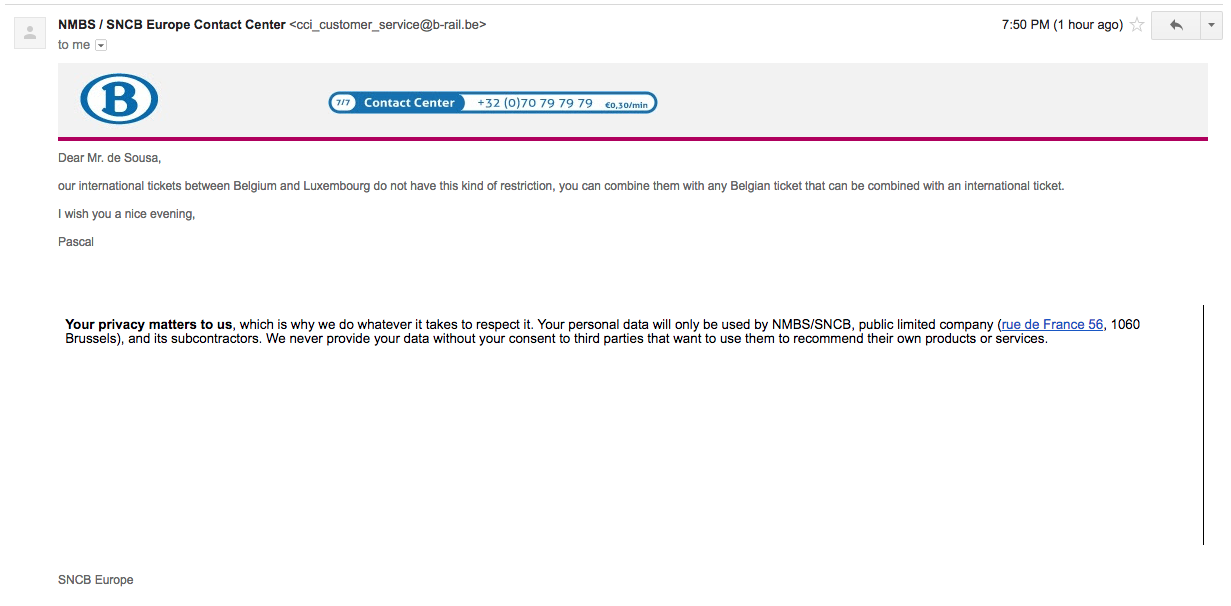 NMBS / SNCB Europe Contact Center <cci_customer_service@b-rail.be>
7:50 PM (1 hour ago)
to me
B
7/7 Contact Center +32 (0)70 79 79 79 €0,30/min
Dear Mr. de Sousa,
our international tickets between Belgium and Luxembourg do not have this kind of restriction, you can combine them with any Belgian ticket that can be combined with an international ticket.
I wish you a nice evening,
Pascal
Your privacy matters to us, which is why we do whatever it takes to respect it. Your personal data will only be used by NMBS/SNCB, public limited company (rue de France 56, 1060
Brussels), and its subcontractors. We never provide your data without your consent to third parties that want to use them to recommend their own products or services.
SNCB Europe